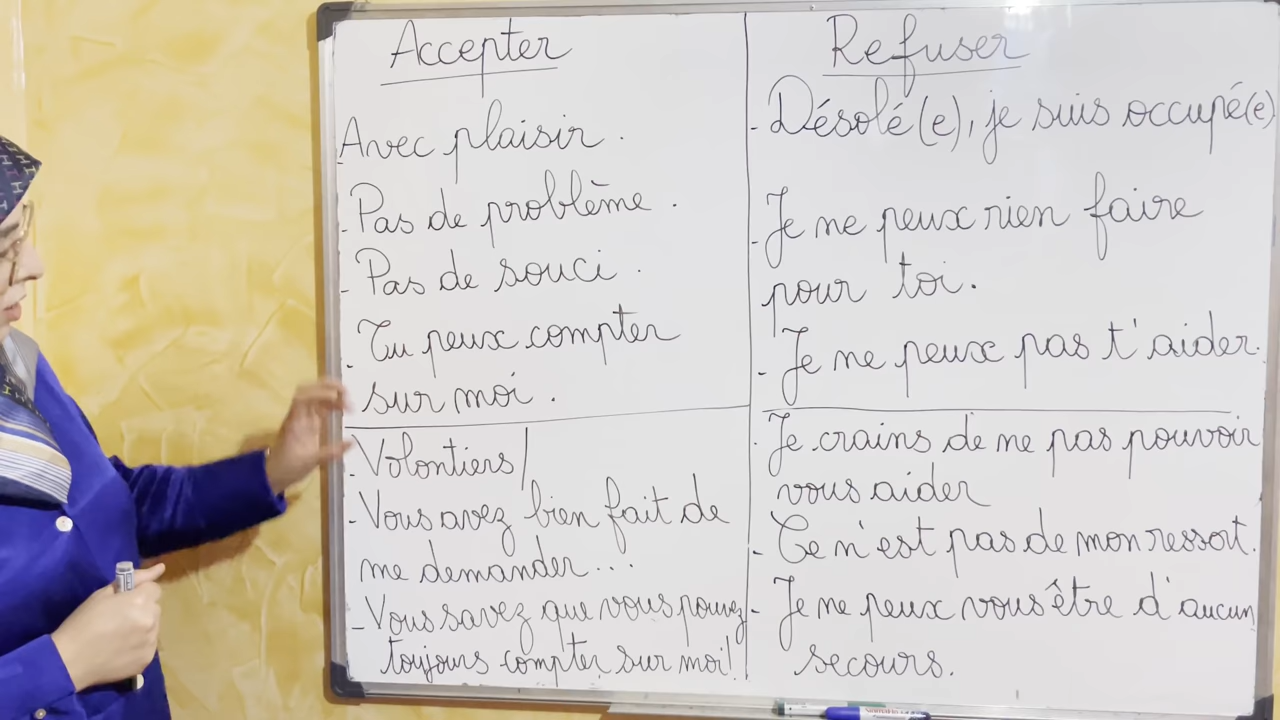 Accepter
Avec plaisir.
- Pas de problème.
- Pas de souci.
- Tu peux compter
sur moi.
- Volontiers/
- Vous avez bien fait de
me demander...
- Vous savez que vous pouvez
toujours compter sur moi!
Refuser
- Désolé(e), je suis occupé(e)
- Je ne peux rien faire
pour toi.
- Je ne peux pas t'aider.
- Je crains de ne pas pouvoir
vous aider
- Ce n'est pas de mon ressort.
- Je ne peux vous être d'aucun
secours.